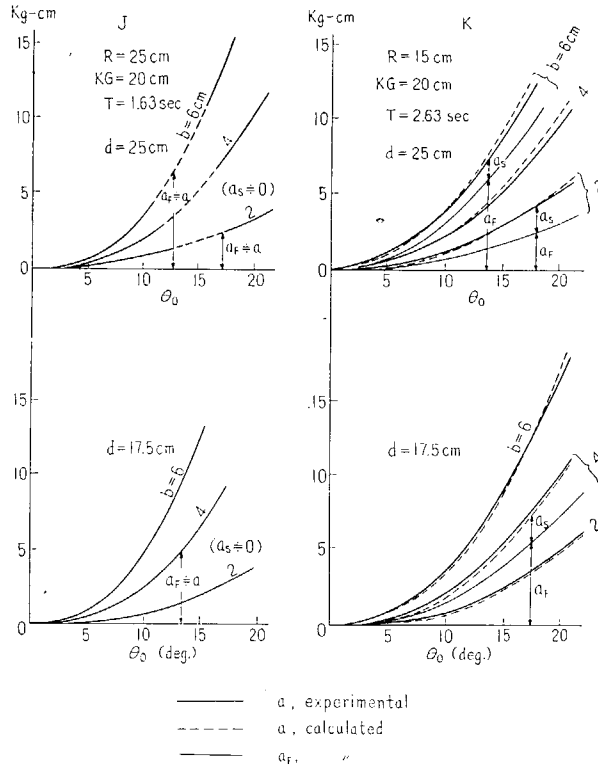 Kg-cm
J
R = 25 cm
KG = 20 cm
T = 1.63 sec
d = 25 cm
b = 6 cm
4
2
(aS≑0)
aF≑a
aF≑a
15
10
5
0
5
10
15
20
θ0
Kg-cm
K
R = 15 cm
KG = 20 cm
T = 2.63 sec
d = 25 cm
b = 6 cm
4
2
aS
aF
aS
aF
15
10
5
0
5
10
15
20
θ0
d = 17.5 cm
b = 6
4
2
(aS≑0)
aF≑a
15
10
5
0
5
10
15
20
θ0 (deg.)
d = 17.5 cm
b = 6
4
2
aS
aF
15
10
5
0
5
10
15
20
θ0 (deg.)
a, experimental
a, calculated
aF, 〃